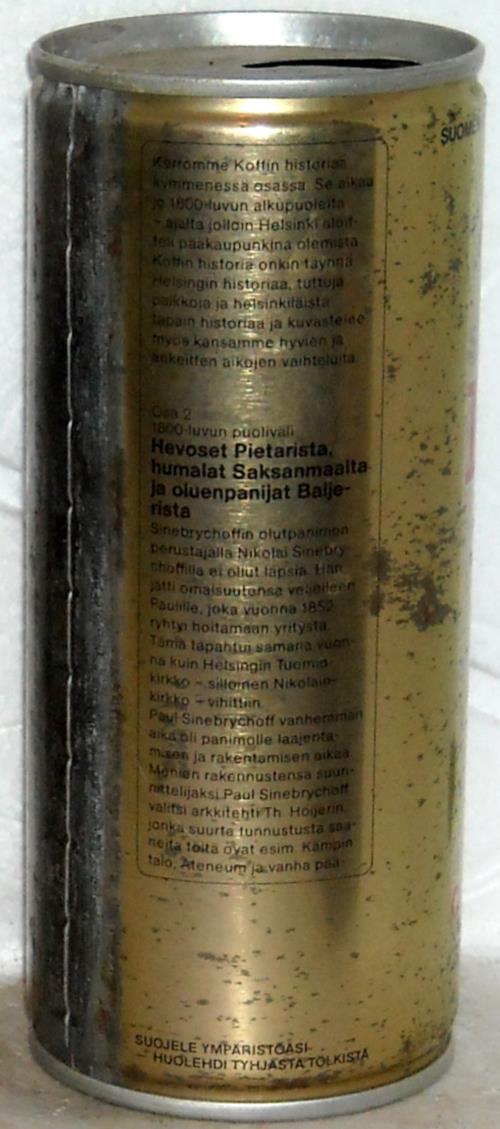 SUOMEN
Kerromme Koffin historiaa
kymmenessä osassa. Se alkaa
jo 1800-luvun alkupuolelta
– ajalta jolloin Helsinki aloit-
teli pääkaupunkina olemista.
Koffin historia onkin täynnä
Helsingin historiaa, tuttuja
paikkoja ja helsinkiläistä
tapain historiaa ja kuvastelee
myös kansamme hyvien ja
ankeitten aikojen vaihteluita.
Osa 2
1800-luvun puoliväli
Hevoset Pietarista,
humalat Saksanmaalta
ja oluenpanijat Baije-
rista
Sinebrychoffin olutpanimon
perustajalla Nikolai Sinebry-
choffilla ei ollut lapsia. Hän
jätti omaisuutensa veljelleen
Paulille, joka vuonna 1852
ryhtyi hoitamaan yritystä.
Tämä tapahtui samana vuon-
na kuin Helsingin Tuomio-
kirkko – silloinen Nikolain-
kirkko – vihittiin.
Paul Sinebrychoff vanhemman
aika oli panimolle laajenta-
misen ja rakentamisen aikaa.
Monien rakennustensa suun-
nittelijaksi Paul Sinebrychoff
valitsi arkkitehti Th. Höijerin,
jonka suurta tunnustusta saa-
neita töitä ovat esim. Kämpin
talo, Ateneum ja vanha pää-
SUOJELE YMPÄRISTÖÄSI-
– HUOLEHDI TYHJÄSTÄ TÖLKISTÄ